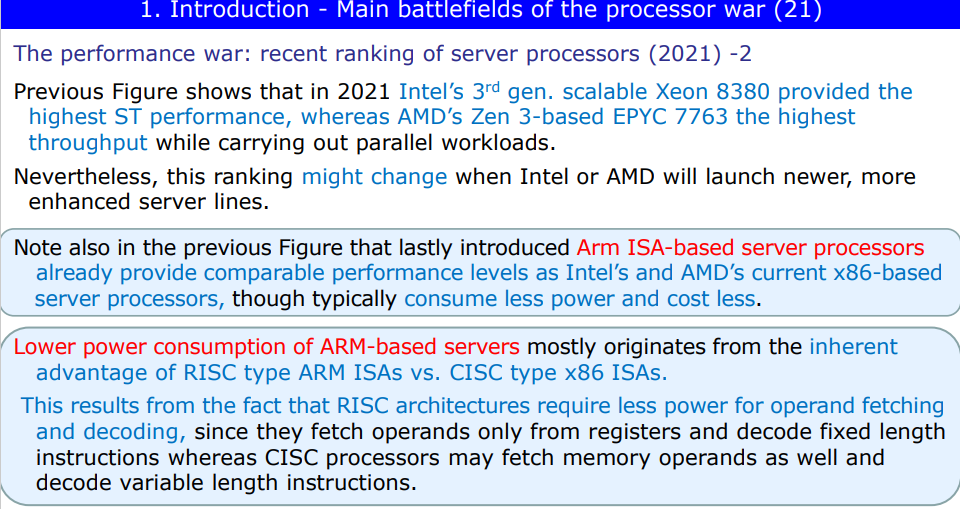 1. Introduction - Main battlefields of the processor war (21)
The performance war: recent ranking of server processors (2021) -2
Previous Figure shows that in 2021 Intel’s 3rd gen. scalable Xeon 8380 provided the
highest ST performance, whereas AMD’s Zen 3-based EPYC 7763 the highest
throughput while carrying out parallel workloads.
Nevertheless, this ranking might change when Intel or AMD will launch newer, more
enhanced server lines.
Note also in the previous Figure that lastly introduced Arm ISA-based server processors
already provide comparable performance levels as Intel’s and AMD’s current x86-based
server processors, though typically consume less power and cost less.
Lower power consumption of ARM-based servers mostly originates from the inherent
advantage of RISC type ARM ISAs vs. CISC type x86 ISAs.
This results from the fact that RISC architectures require less power for operand fetching
and decoding, since they fetch operands only from registers and decode fixed length
instructions whereas CISC processors may fetch memory operands as well and
decode variable length instructions.